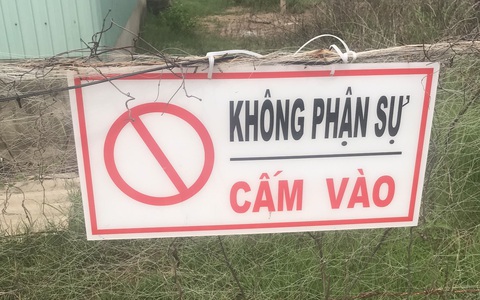 KHÔNG PHẬN SỰ
CẤM VÀO